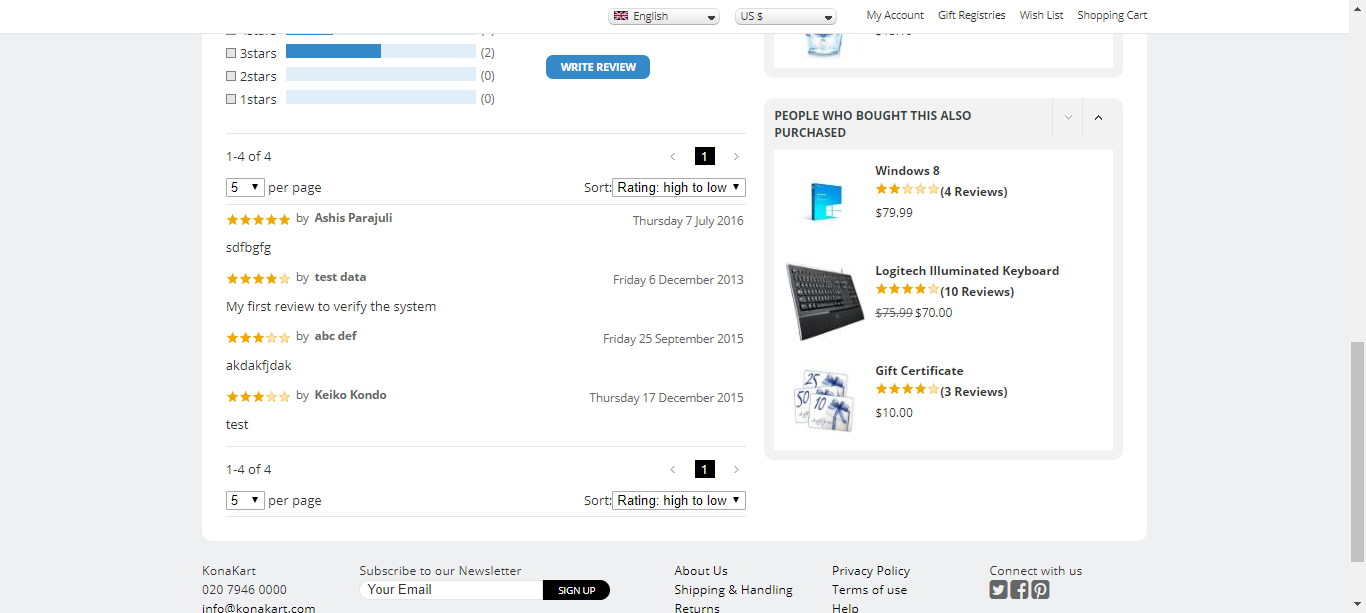 English
US $
My Account
Gift Registries
Wish List
Shopping Cart
3stars (2)
2stars (0)
1stars (0)
WRITE REVIEW
1-4 of 4
< 1 >
5 per page
Sort: Rating: high to low
by Ashis Parajuli
Thursday 7 July 2016
sdfbgfg
by test data
Friday 6 December 2013
My first review to verify the system
by abc def
Friday 25 September 2015
akdakfjdak
by Keiko Kondo
Thursday 17 December 2015
test
1-4 of 4
< 1 >
5 per page
Sort: Rating: high to low
PEOPLE WHO BOUGHT THIS ALSO
PURCHASED
Windows 8
(4 Reviews)
$79.99
Logitech Illuminated Keyboard
(10 Reviews)
$75.99 $70.00
Gift Certificate
(3 Reviews)
$10.00
25
50
10
KonaKart
020 7946 0000
info@konakart.com
Subscribe to our Newsletter
Your Email
SIGN UP
About Us
Shipping & Handling
Returns
Privacy Policy
Terms of use
Help
Connect with us